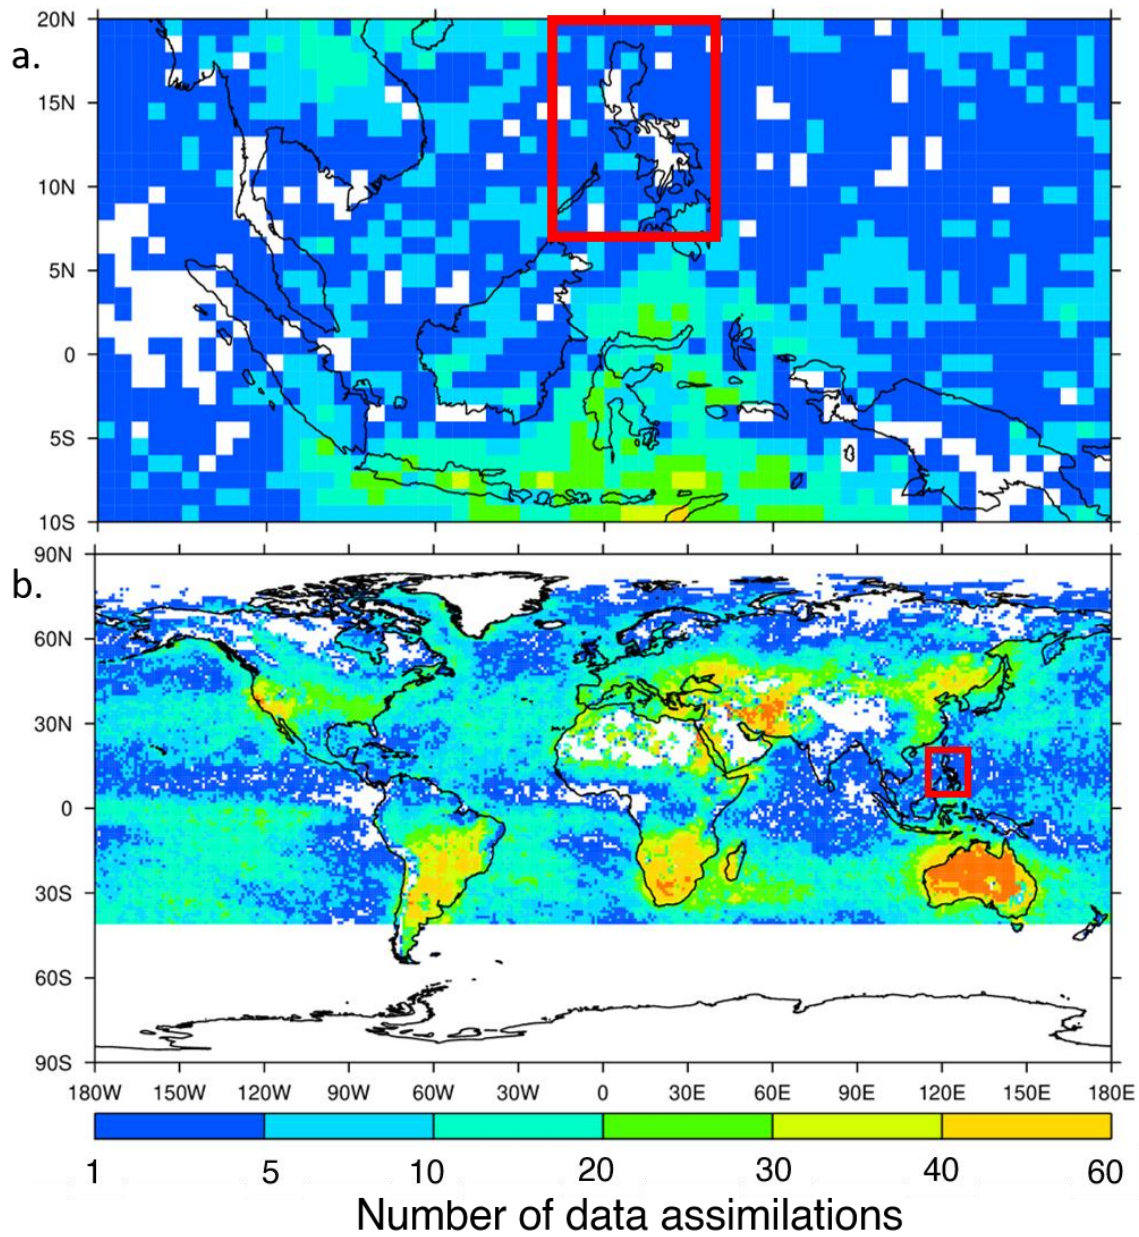 a.
20N
15N
10N
5N
0
5S
10S
b.
90N
60N
30N
0
30S
60S
90S
180W 150W 120W 90W 60W 30W 0 30E 60E 90E 120E 150E 180E
1 5 10 20 30 40 60
Number of data assimilations